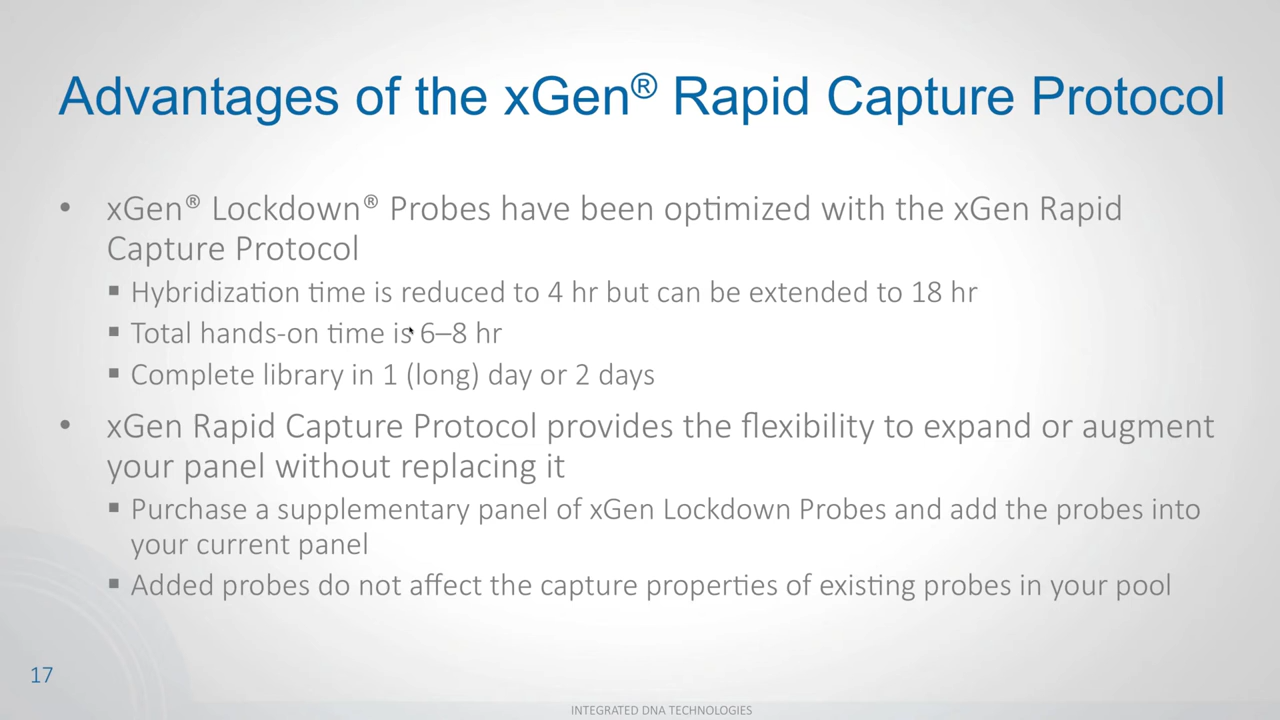 Advantages of the xGen® Rapid Capture Protocol
• xGen® Lockdown® Probes have been optimized with the xGen Rapid
Capture Protocol
▪ Hybridization time is reduced to 4 hr but can be extended to 18 hr
▪ Total hands-on time is 6–8 hr
▪ Complete library in 1 (long) day or 2 days
• xGen Rapid Capture Protocol provides the flexibility to expand or augment
your panel without replacing it
▪ Purchase a supplementary panel of xGen Lockdown Probes and add the probes into
your current panel
▪ Added probes do not affect the capture properties of existing probes in your pool
17
INTEGRATED DNA TECHNOLOGIES